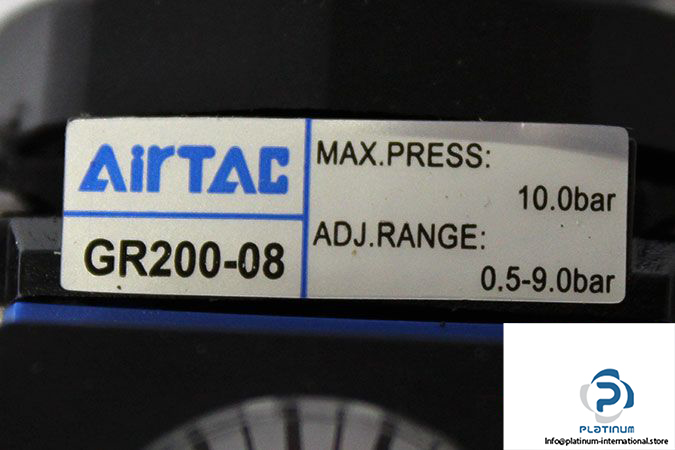 AirTAC
GR200-08
MAX.PRESS:
10.0bar
ADJ.RANGE:
0.5-9.0bar
PLATINUM
info@platinum-international.store